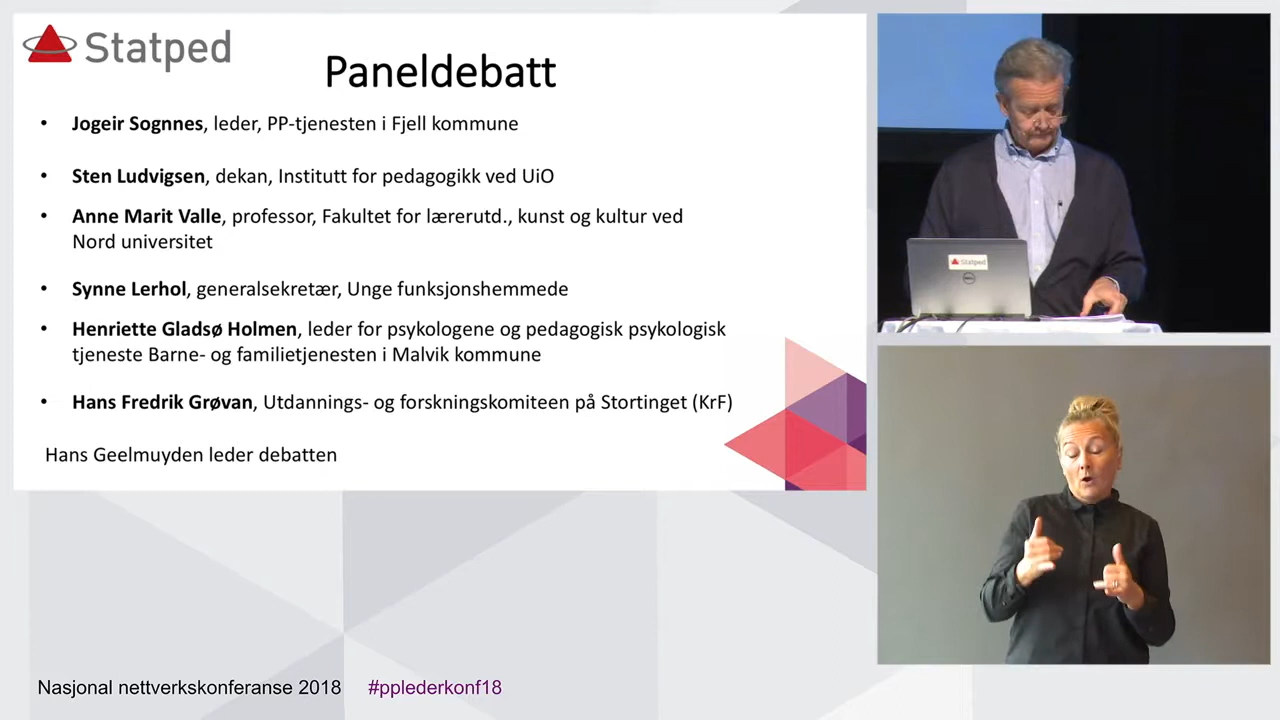 Statped
Paneldebatt
• Jogeir Sognnes, leder, PP-tjenesten i Fjell kommune
• Sten Ludvigsen, dekan, Institutt for pedagogikk ved UiO
• Anne Marit Valle, professor, Fakultet for lærerutd., kunst og kultur ved
Nord universitet
• Synne Lerhol, generalsekretær, Unge funksjonshemmede
• Henriette Gladsø Holmen, leder for psykologene og pedagogisk psykologisk
tjeneste Barne- og familietjenesten i Malvik kommune
• Hans Fredrik Grøvan, Utdannings- og forskningskomiteen på Stortinget (KrF)
Hans Geelmuyden leder debatten
Statped
DELL
Nasjonal nettverkskonferanse 2018 #pplederkonf18